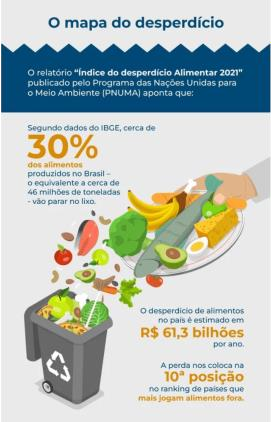 O mapa do desperdício
O relatório “Índice do desperdício Alimentar 2021”
publicado pelo Programa das Nações Unidas para
o Meio Ambiente (PNUMA) aponta que:
Segundo dados do IBGE, cerca de
30%
dos alimentos
produzidos no Brasil –
o equivalente a cerca de
46 milhões de toneladas
- vão parar no lixo.
O desperdício de alimentos
no país é estimado em
R$ 61,3 bilhões
por ano.
A perda nos coloca na
10ª posição
no ranking de países que
mais jogam alimentos fora.